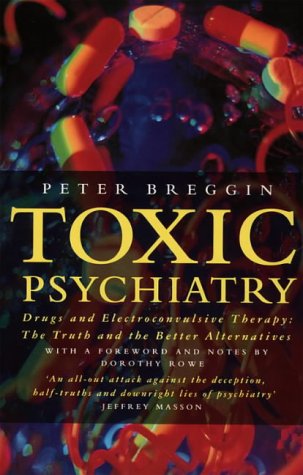 PETER BREGGIN
TOXIC
PSYCHIATRY
Drugs and Electroconvulsive Therapy:
The Truth and the Better Alternatives
WITH A FOREWORD AND NOTES BY
DOROTHY ROWE
'An all-out attack against the deception,
half-truths and downright lies of psychiatry'
JEFFREY MASSON